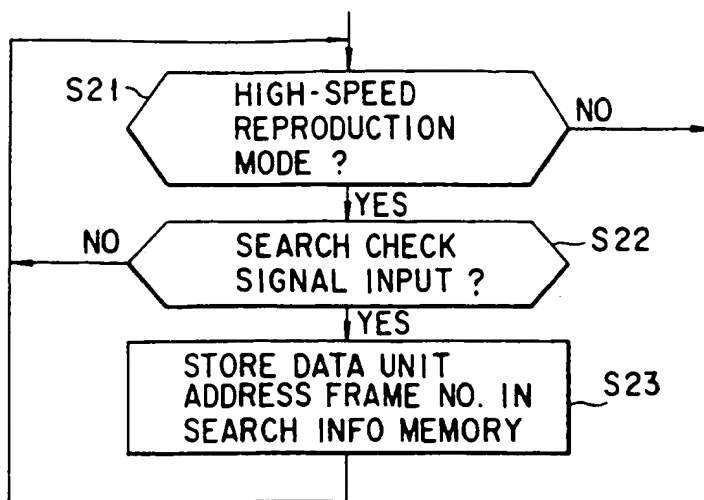 S21
HIGH-SPEED
REPRODUCTION
MODE ?
NO
YES
NO
SEARCH CHECK
SIGNAL INPUT ?
S22
YES
STORE DATA UNIT
ADDRESS FRAME NO. IN
SEARCH INFO MEMORY
S23